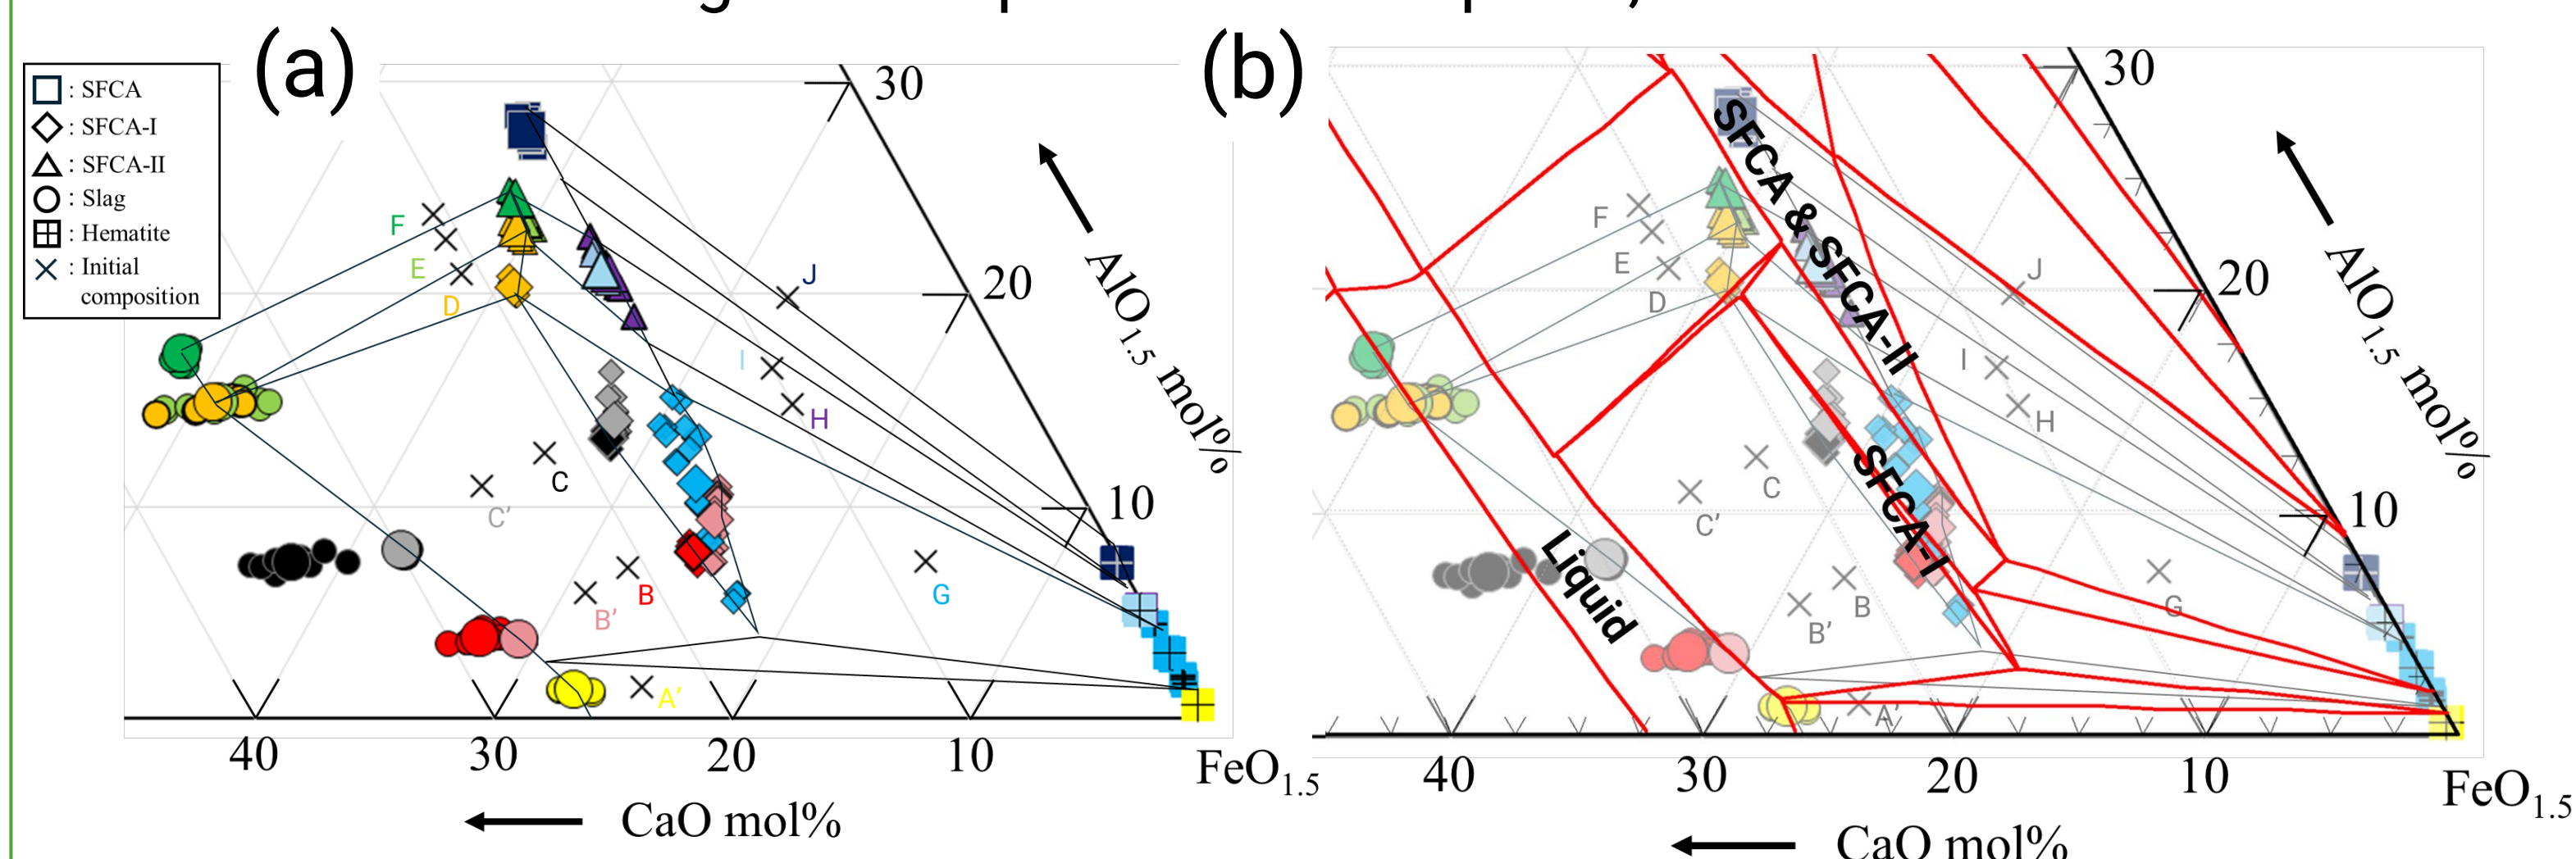 (a)
□ : SFCA
◇ : SFCA-I
△ : SFCA-II
○ : Slag
⊞ : Hematite
× : Initial
composition
30
20
10
AlO1.5 mol%
F
E
D
J
I
H
C
C’
B
B’
G
A’
40 30 20 10 FeO1.5
← CaO mol%
(b)
30
20
10
AlO1.5 mol%
SFCA & SFCA-II
SFCA-I
Liquid
F
E
D
J
I
H
C
C’
B
B’
G
A’
40 30 20 10 FeO1.5
← CaO mol%